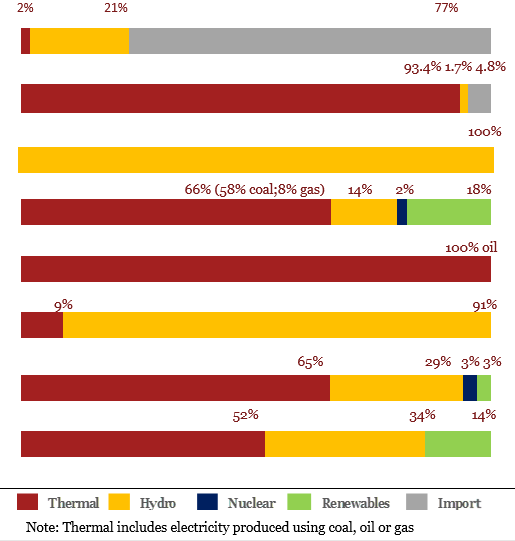 2% 21% 77%
93.4% 1.7% 4.8%
100%
66% (58% coal;8% gas) 14% 2% 18%
100% oil
9% 91%
65% 29% 3% 3%
52% 34% 14%
Thermal Hydro Nuclear Renewables Import
Note: Thermal includes electricity produced using coal, oil or gas